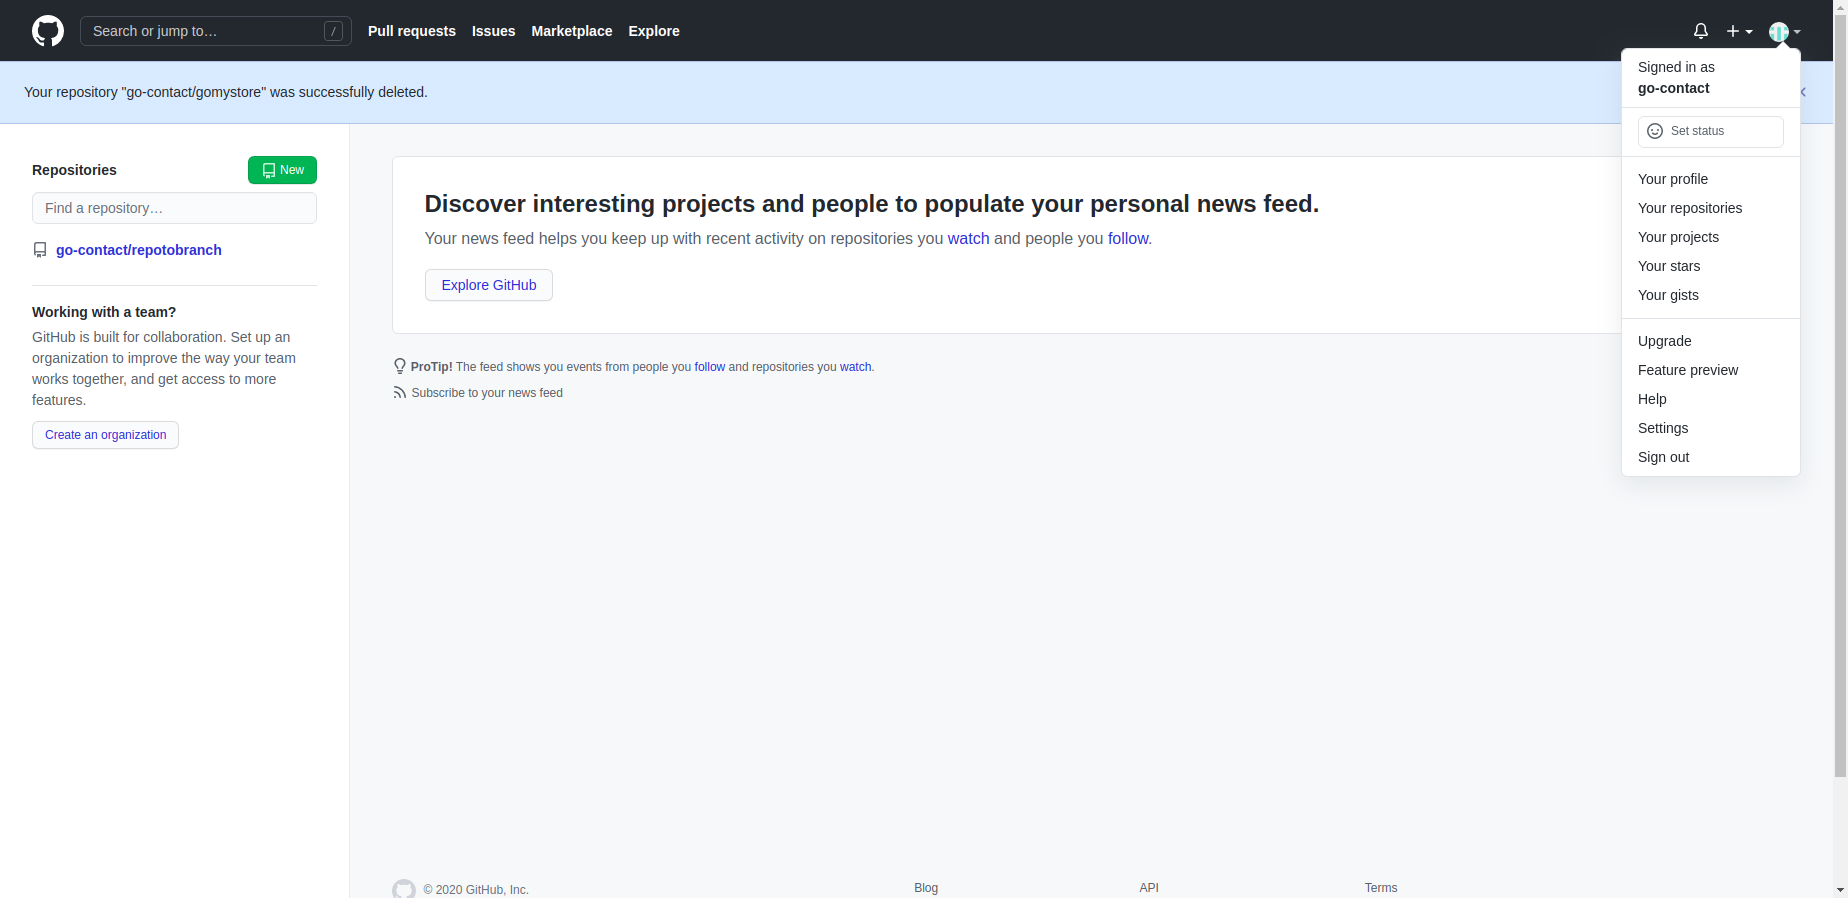 Search or jump to…
/
Pull requests
Issues
Marketplace
Explore
Your repository "go-contact/gomystore" was successfully deleted.
Signed in as
go-contact
Set status
Your profile
Your repositories
Your projects
Your stars
Your gists
Upgrade
Feature preview
Help
Settings
Sign out
Repositories
New
Find a repository…
go-contact/repotobranch
Working with a team?
GitHub is built for collaboration. Set up an
organization to improve the way your team
works together, and get access to more
features.
Create an organization
Discover interesting projects and people to populate your personal news feed.
Your news feed helps you keep up with recent activity on repositories you watch and people you follow.
Explore GitHub
ProTip! The feed shows you events from people you follow and repositories you watch.
Subscribe to your news feed
© 2020 GitHub, Inc.
Blog
API
Terms